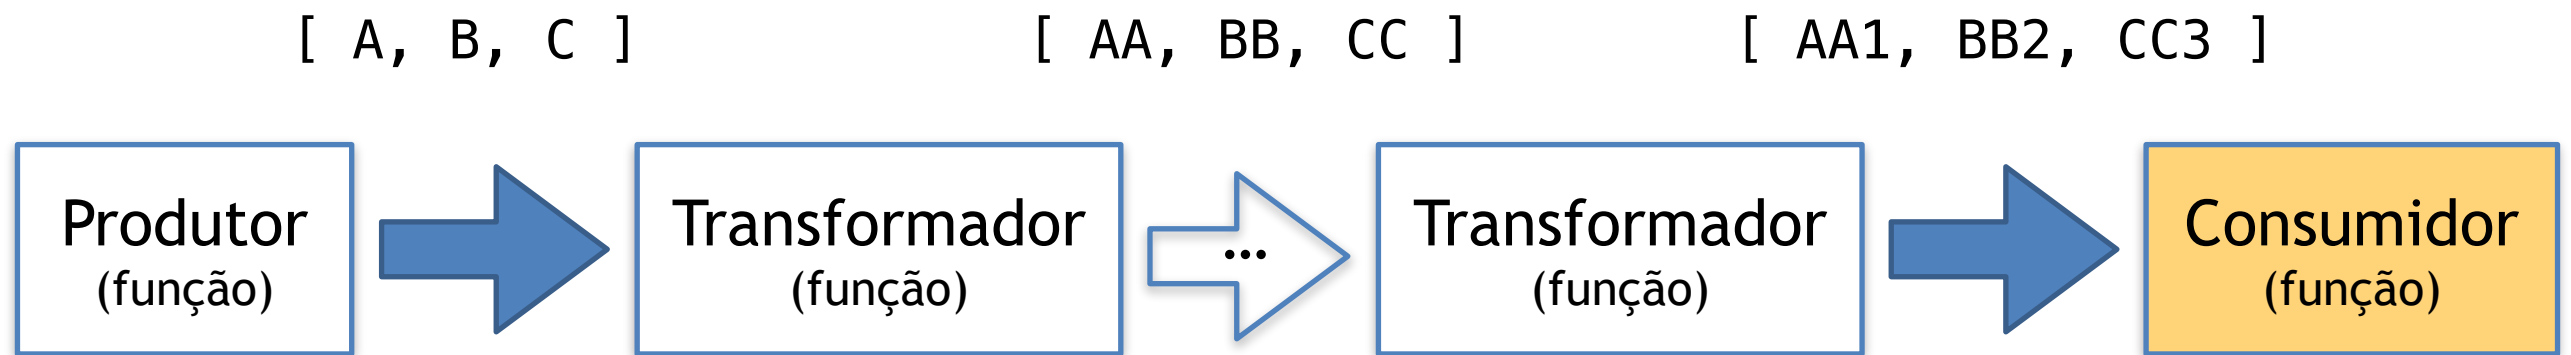 [ A, B, C ]
[ AA, BB, CC ]
[ AA1, BB2, CC3 ]
Produtor
(função)
Transformador
(função)
...
Transformador
(função)
Consumidor
(função)